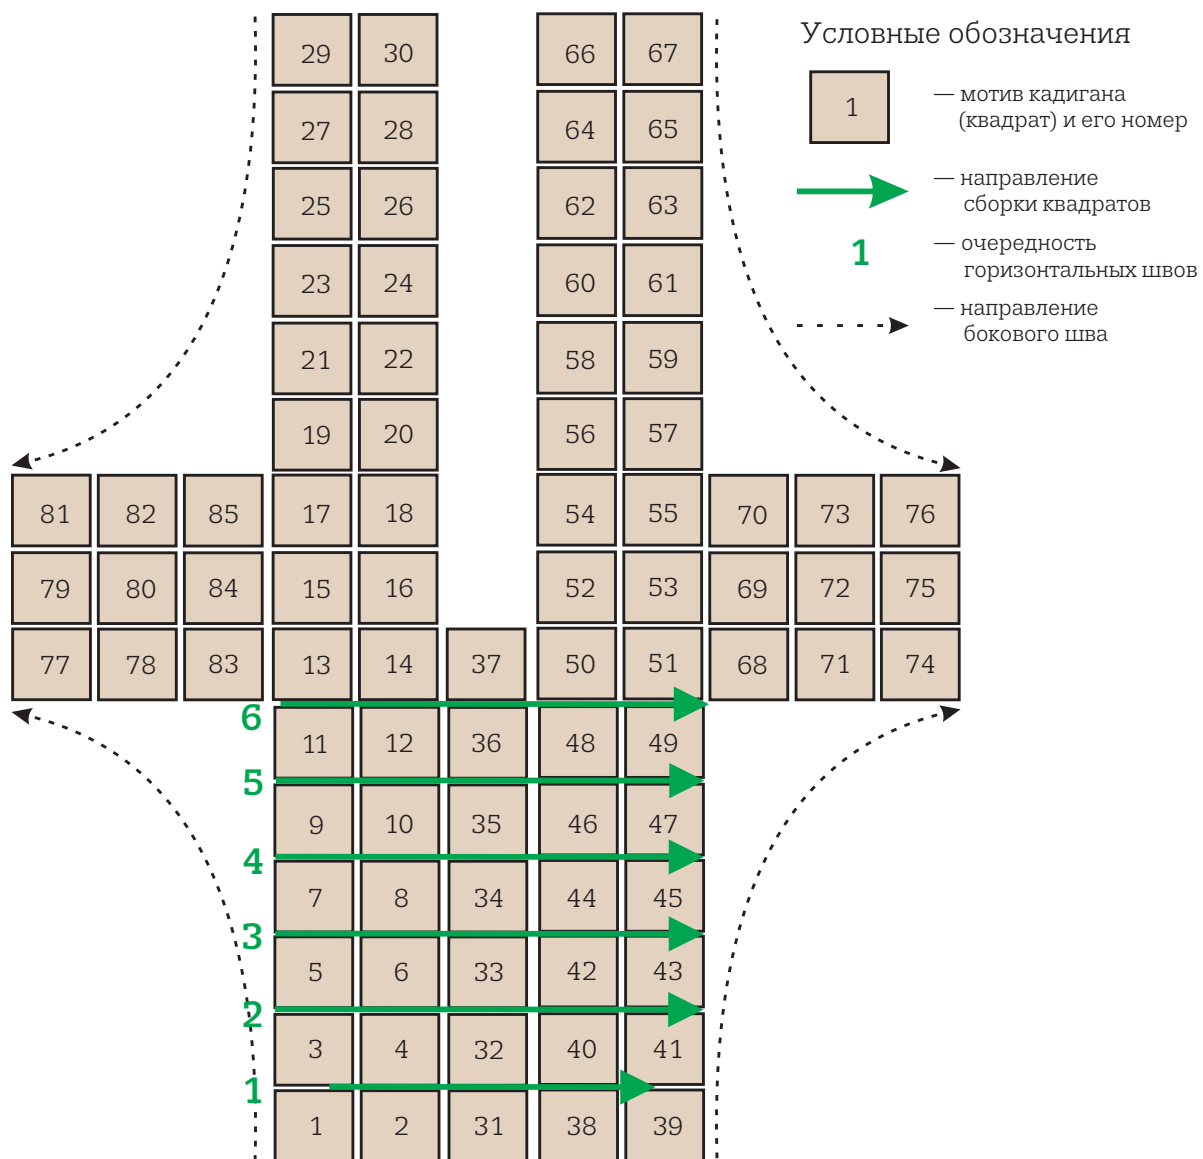 Условные обозначения
1
— мотив кадигана
(квадрат) и его номер
— направление
сборки квадратов
1
— очередность
горизонтальных швов
— направление
бокового шва
29 30 66 67
27 28 64 65
25 26 62 63
23 24 60 61
21 22 58 59
19 20 56 57
81 82 85 17 18 54 55 70 73 76
79 80 84 15 16 52 53 69 72 75
77 78 83 13 14 37 50 51 68 71 74
6
11 12 36 48 49
5
9 10 35 46 47
4
7 8 34 44 45
3
5 6 33 42 43
2
3 4 32 40 41
1
1 2 31 38 39